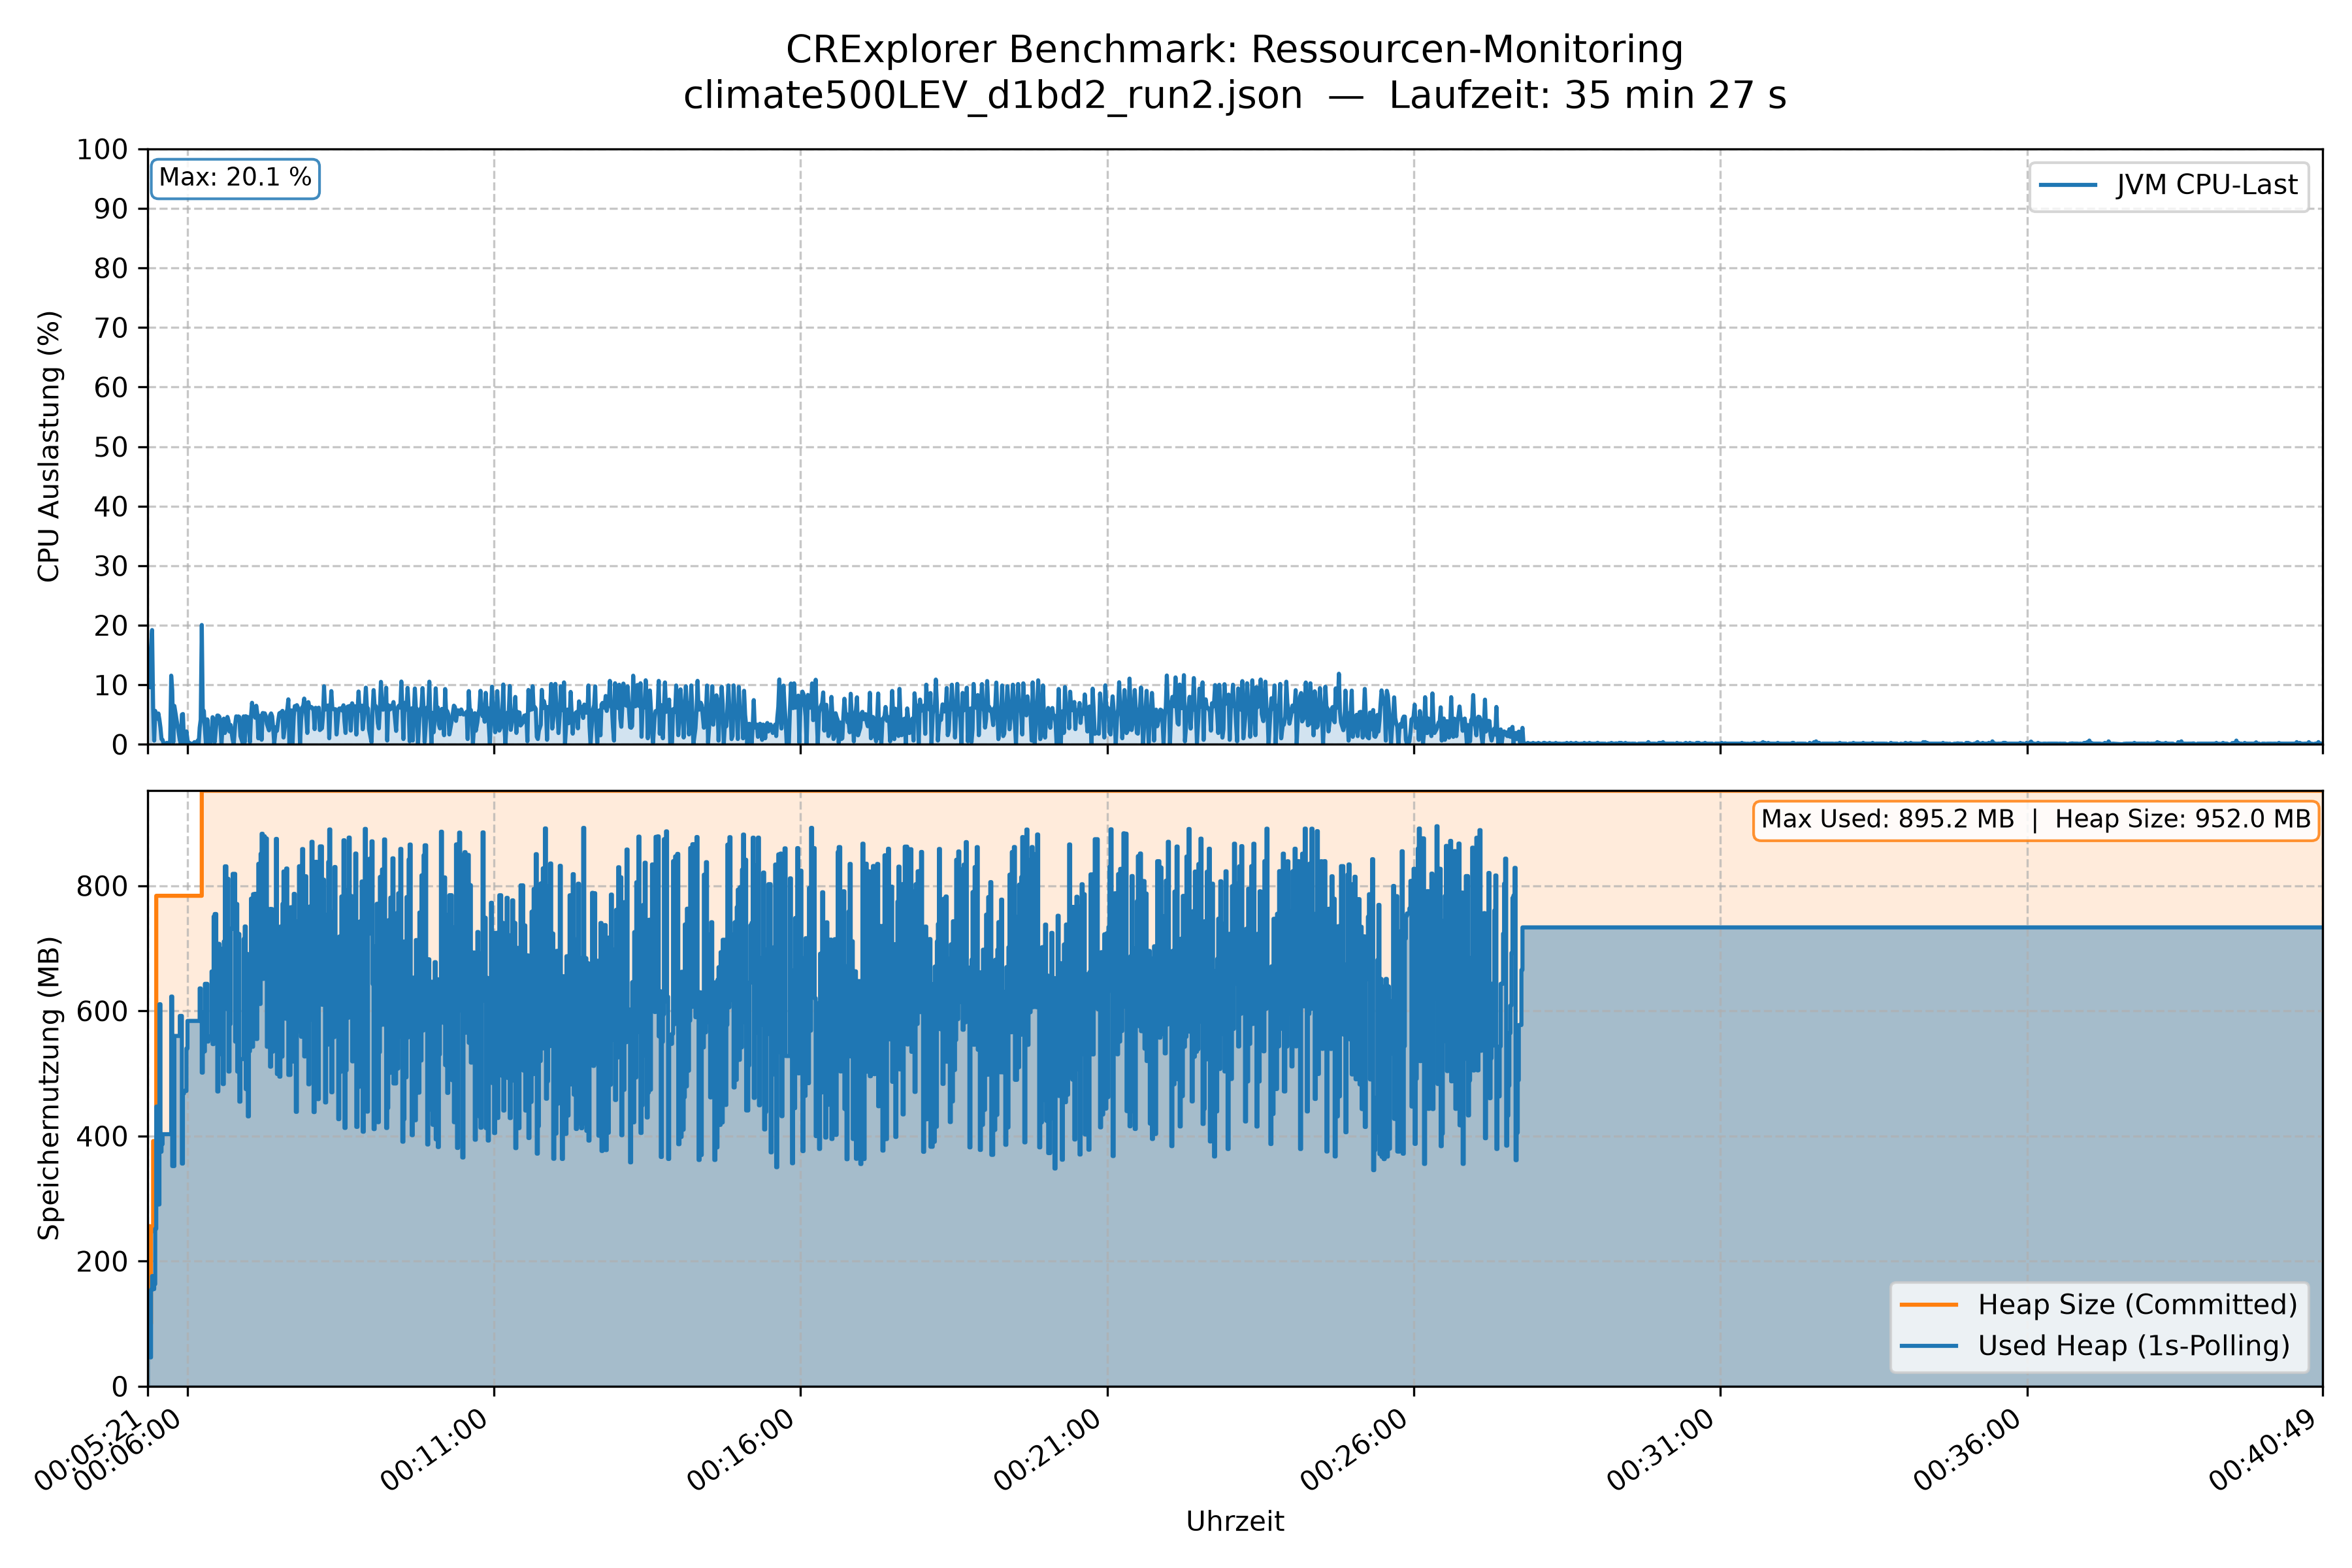 CRExplorer Benchmark: Ressourcen-Monitoring
climate500LEV_d1bd2_run2.json — Laufzeit: 35 min 27 s
100
90
80
70
60
50
40
30
20
10
0
CPU Auslastung (%)
Max: 20.1 %
JVM CPU-Last
800
600
400
200
0
Speichernutzung (MB)
Max Used: 895.2 MB | Heap Size: 952.0 MB
Heap Size (Committed)
Used Heap (1s-Polling)
00:05:21
00:06:00
00:11:00
00:16:00
00:21:00
00:26:00
00:31:00
00:36:00
00:40:49
Uhrzeit